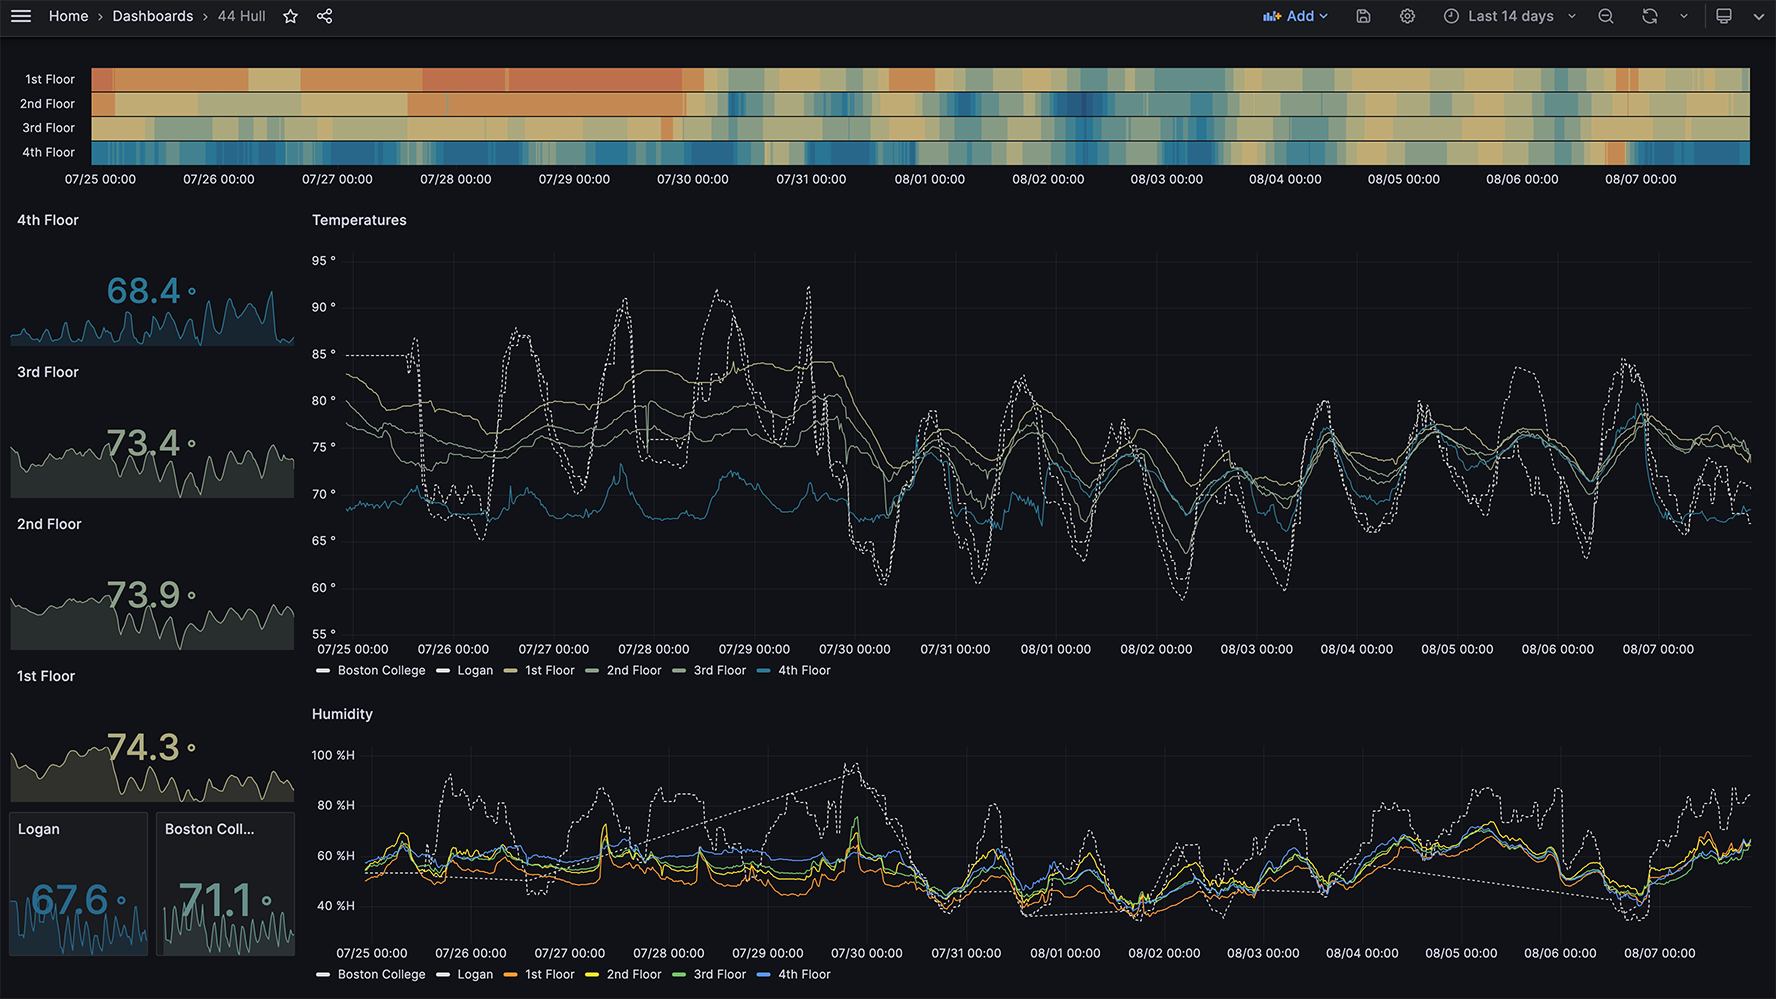 Home › Dashboards › 44 Hull
Add
Last 14 days
1st Floor
2nd Floor
3rd Floor
4th Floor
07/25 00:00 07/26 00:00 07/27 00:00 07/28 00:00 07/29 00:00 07/30 00:00 07/31 00:00 08/01 00:00 08/02 00:00 08/03 00:00 08/04 00:00 08/05 00:00 08/06 00:00 08/07 00:00
4th Floor
68.4 °
3rd Floor
73.4 °
2nd Floor
73.9 °
1st Floor
74.3 °
Logan
67.6 °
Boston Coll...
71.1 °
Temperatures
95 °
90 °
85 °
80 °
75 °
70 °
65 °
60 °
55 °
07/25 00:00 07/26 00:00 07/27 00:00 07/28 00:00 07/29 00:00 07/30 00:00 07/31 00:00 08/01 00:00 08/02 00:00 08/03 00:00 08/04 00:00 08/05 00:00 08/06 00:00 08/07 00:00
Boston College Logan 1st Floor 2nd Floor 3rd Floor 4th Floor
Humidity
100 %H
80 %H
60 %H
40 %H
07/25 00:00 07/26 00:00 07/27 00:00 07/28 00:00 07/29 00:00 07/30 00:00 07/31 00:00 08/01 00:00 08/02 00:00 08/03 00:00 08/04 00:00 08/05 00:00 08/06 00:00 08/07 00:00
Boston College Logan 1st Floor 2nd Floor 3rd Floor 4th Floor